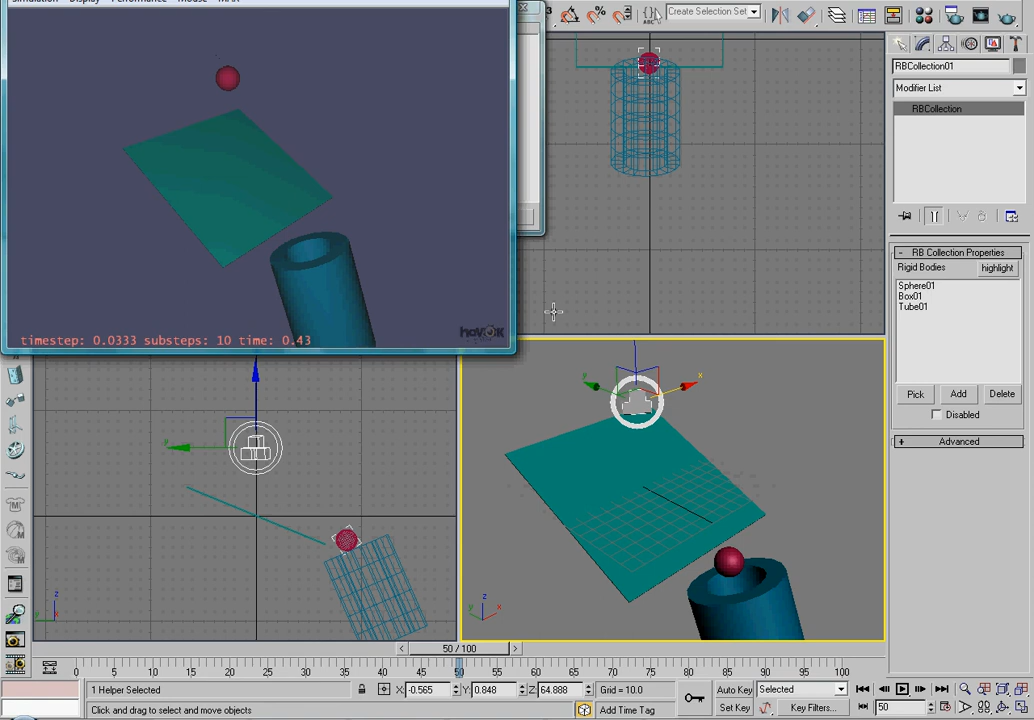 Simulation Display Performance Mouse MAX
3 % ABC Create Selection Set
RBCollection01
Modifier List
RBCollection
- RB Collection Properties
Rigid Bodies highlight
Sphere01
Box01
Tube01
Pick Add Delete
Disabled
+ Advanced
havok
timestep: 0.0333 substeps: 10 time: 0.43
y x
z
y x
z
y x
< 50 / 100 >
0 5 10 15 20 25 30 35 40 45 50 55 60 65 70 75 80 85 90 95 100
1 Helper Selected X: -0.565 Y: 0.848 Z: 64.888 Grid = 10.0 Auto Key Selected
Click and drag to select and move objects Add Time Tag Set Key Key Filters... 50